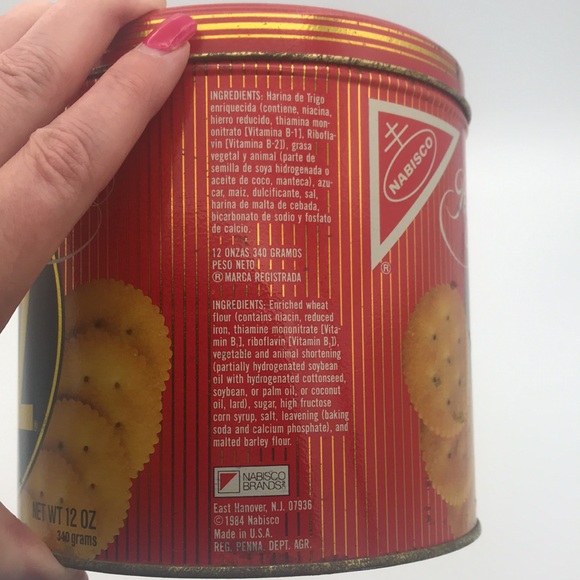 INGREDIENTS: Harina de Trigo
enriquecida (contiene, niacina,
hierro reducido, thiamina mon-
onitrato [Vitamina B-1], Ribofla-
vin [Vitamina B-2]), grasa
vegetal y animal (parte de
semilla de soya hidrogenada o
aceite de coco, manteca), azu-
car, maiz, dulcificante, sal,
harina de malta de cebada,
bicarbonato de sodio y fosfato
de calcio.
12 ONZAS 340 GRAMOS
PESO NETO
® MARCA REGISTRADA
INGREDIENTS: Enriched wheat
flour (contains niacin, reduced
iron, thiamine mononitrate [Vita-
min B₁], riboflavin [Vitamin B₂]),
vegetable and animal shortening
(partially hydrogenated soybean
oil with hydrogenated cottonseed,
soybean, or palm oil, or coconut
oil, lard), sugar, high fructose
corn syrup, salt, leavening (baking
soda and calcium phosphate), and
malted barley flour.
NABISCO
BRANDS
East Hanover, N.J. 07936
©1984 Nabisco
Made in U.S.A.
REG. PENNA. DEPT. AGR.
NABISCO
®
NET WT 12 OZ
340 grams